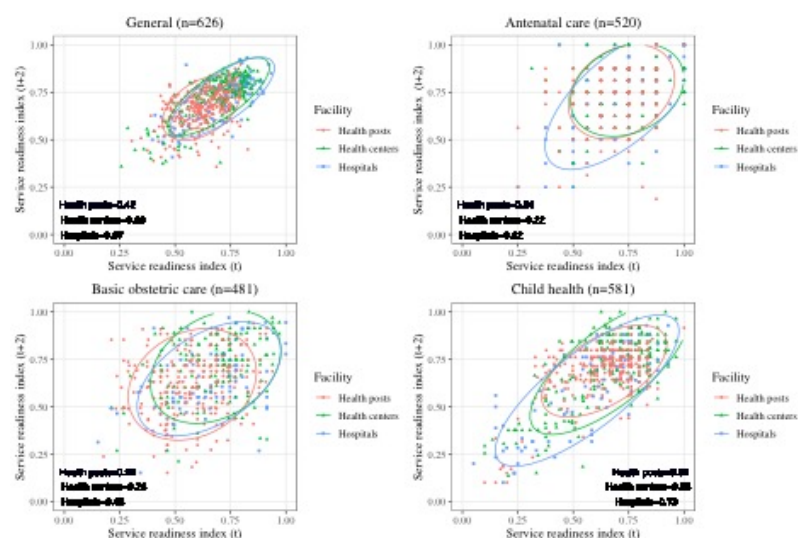 General (n=626)
Service readiness index (t+2)
1.00
0.75
0.50
0.25
0.00
0.00 0.25 0.50 0.75 1.00
Service readiness index (t)
Facility
Health posts
Health centers
Hospitals
Antenatal care (n=520)
Service readiness index (t+2)
1.00
0.75
0.50
0.25
0.00
0.00 0.25 0.50 0.75 1.00
Service readiness index (t)
Facility
Health posts
Health centers
Hospitals
Basic obstetric care (n=481)
Service readiness index (t+2)
1.00
0.75
0.50
0.25
0.00
0.00 0.25 0.50 0.75 1.00
Service readiness index (t)
Facility
Health posts
Health centers
Hospitals
Child health (n=581)
Service readiness index (t+2)
1.00
0.75
0.50
0.25
0.00
0.00 0.25 0.50 0.75 1.00
Service readiness index (t)
Facility
Health posts
Health centers
Hospitals